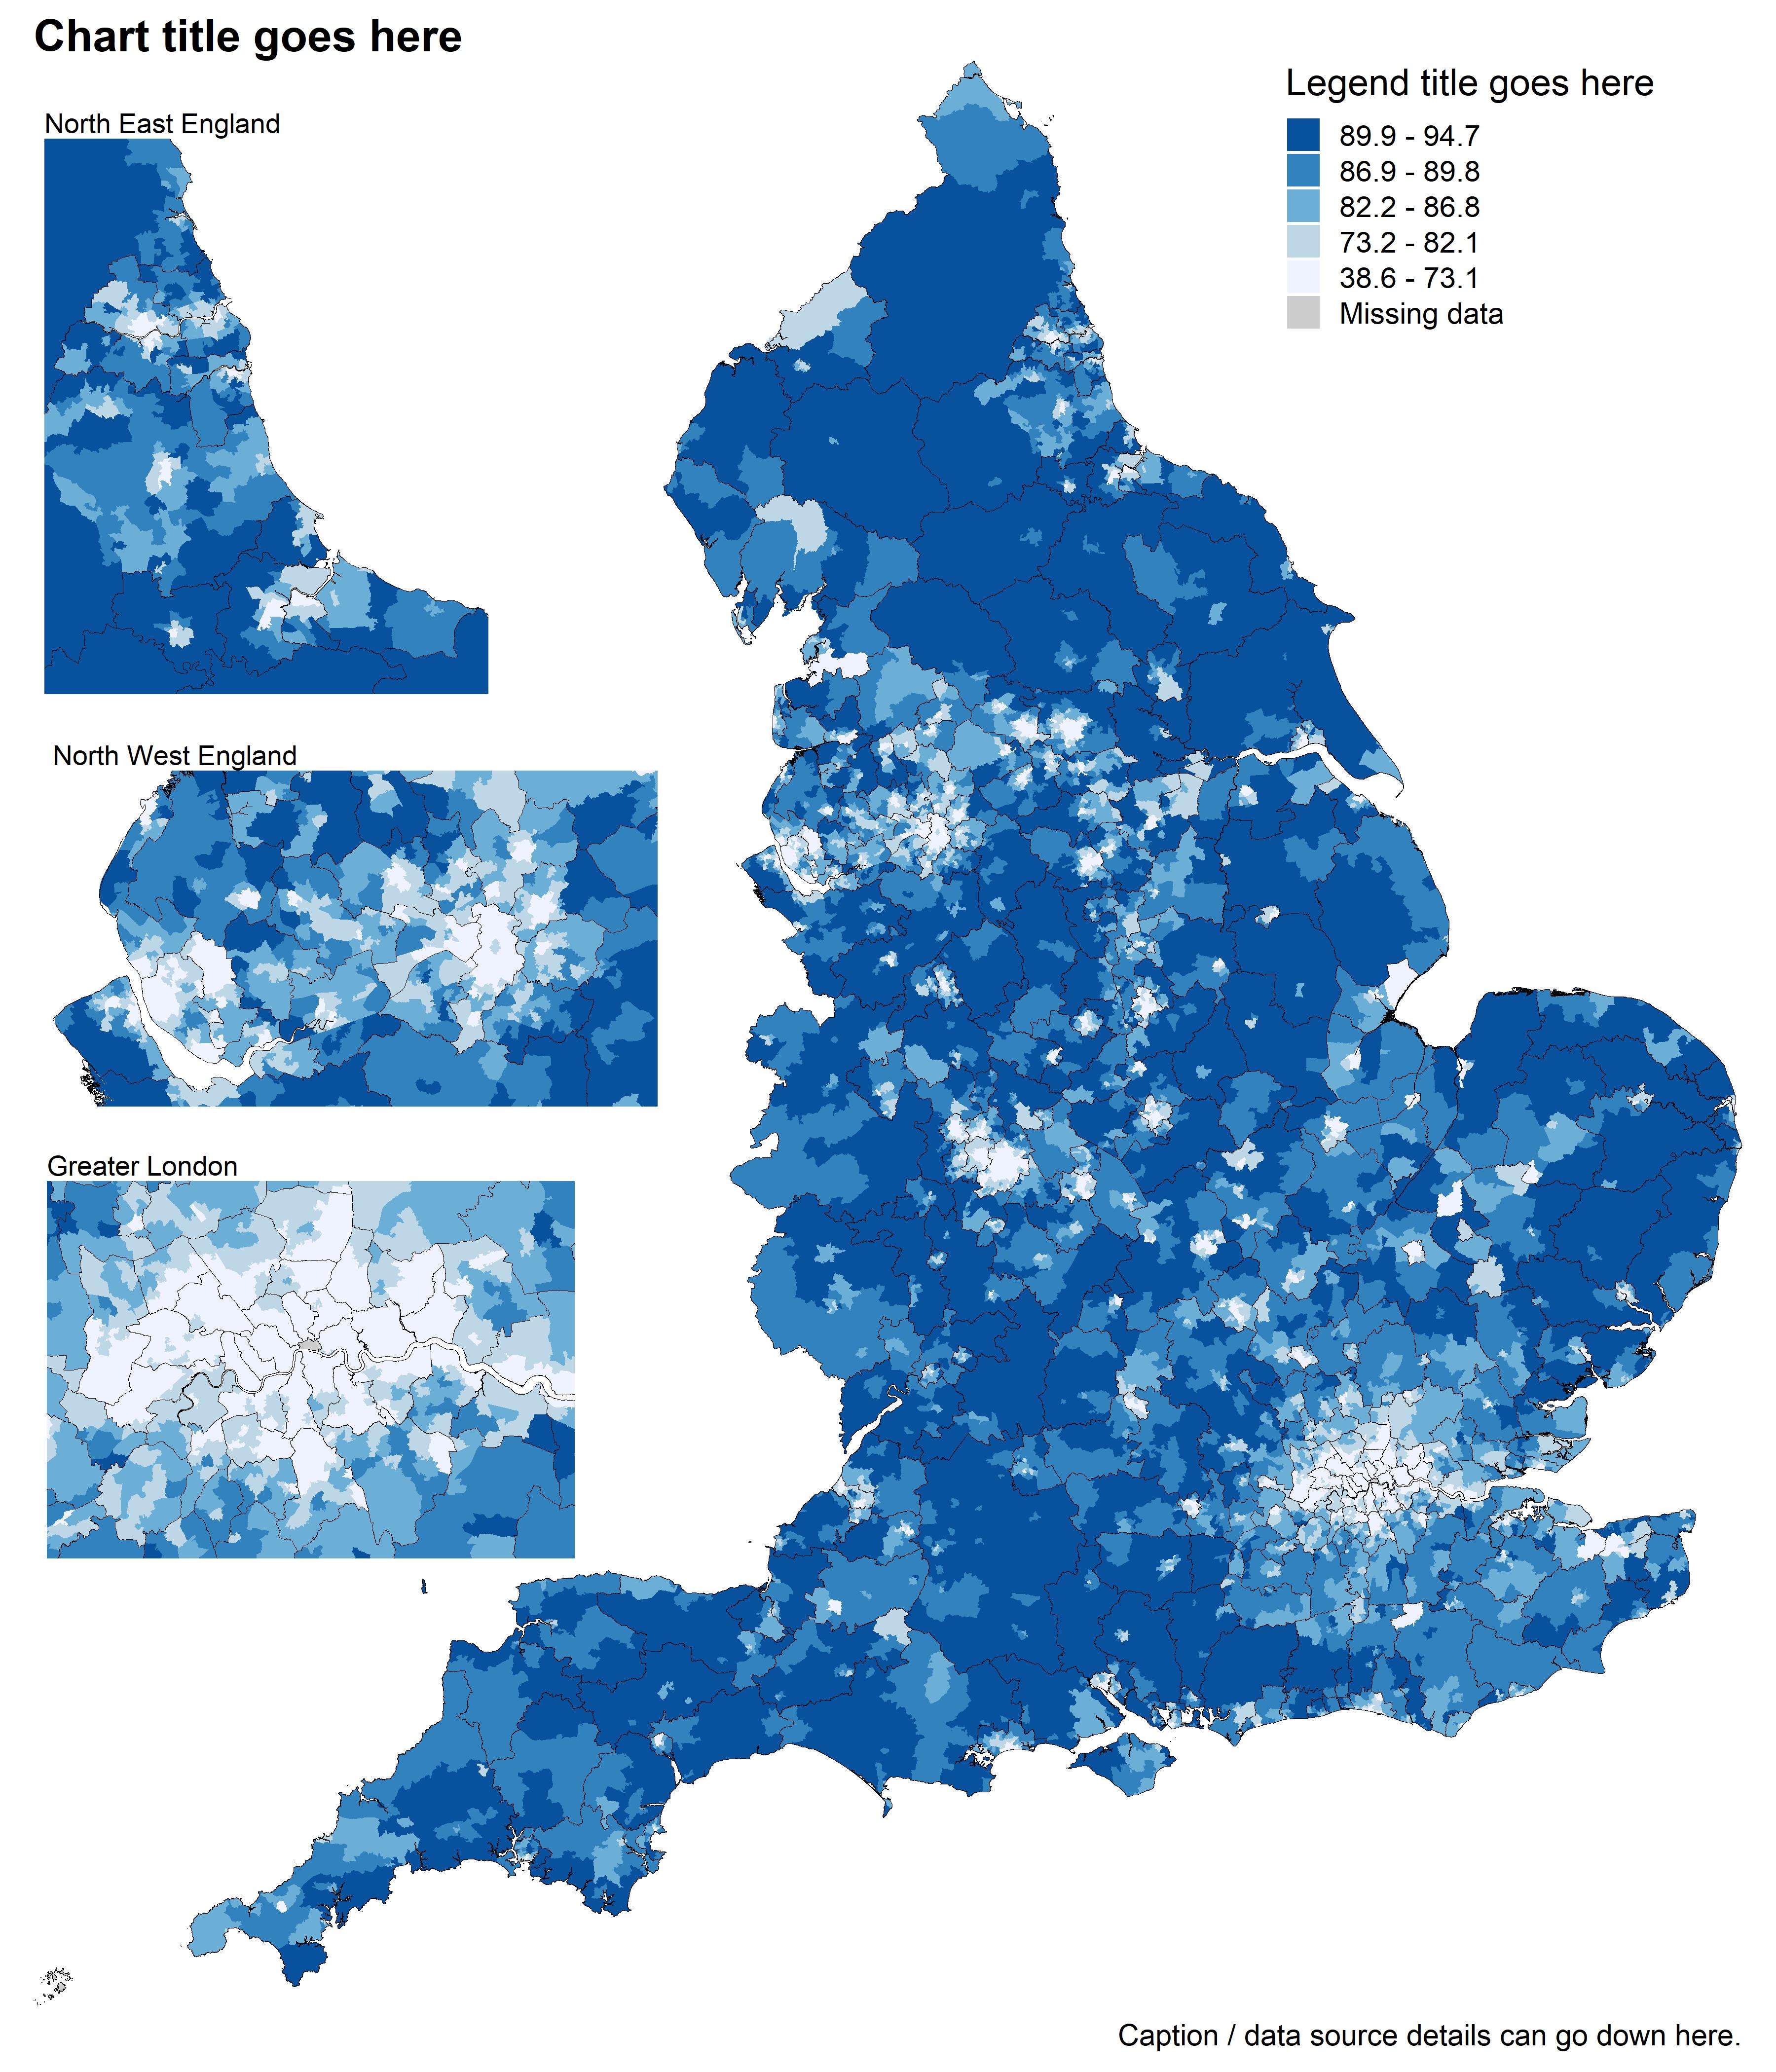 Chart title goes here
Legend title goes here
89.9 - 94.7
86.9 - 89.8
82.2 - 86.8
73.2 - 82.1
38.6 - 73.1
Missing data
North East England
North West England
Greater London
Caption / data source details can go down here.